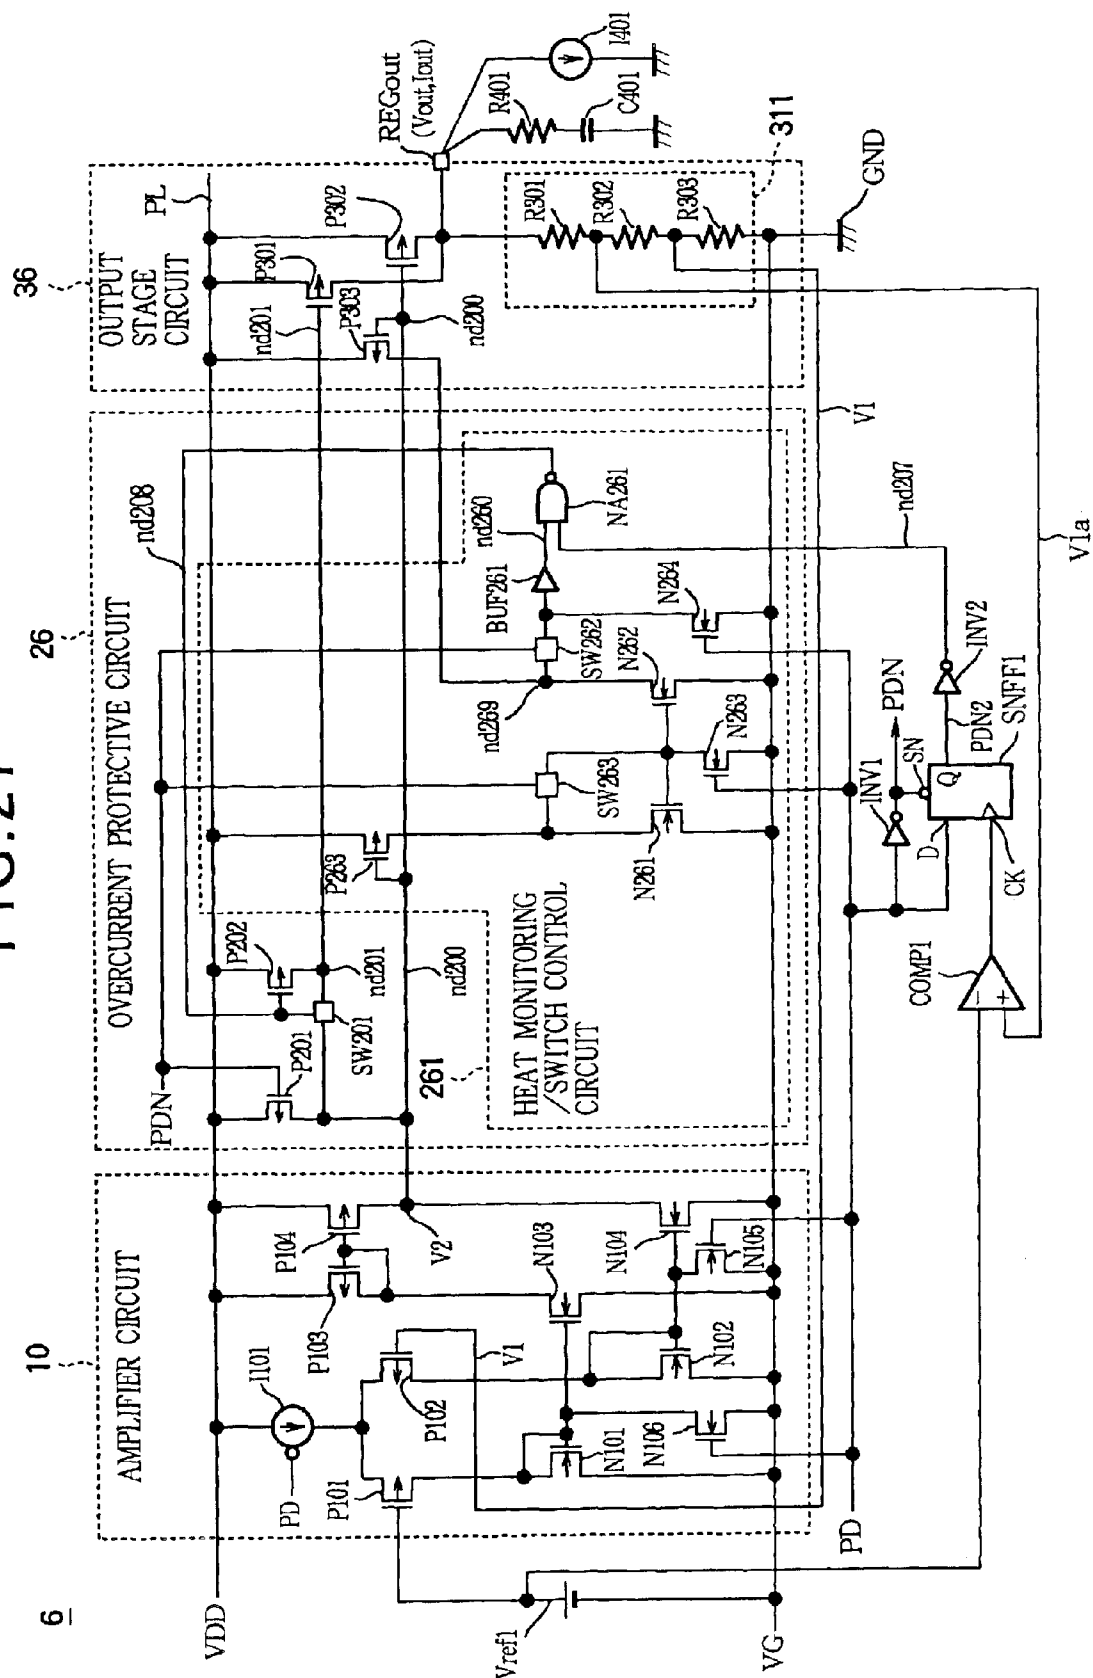 6
10
AMPLIFIER CIRCUIT
VDD
I101
PD
P101
P102
P103
P104
V1
V2
N101
N102
N103
N104
N105
N106
Vref1
VG
PD
26
OVERCURRENT PROTECTIVE CIRCUIT
PDN
P201
P202
SW201
nd201
nd200
nd208
261
HEAT MONITORING
/SWITCH CONTROL
CIRCUIT
P263
SW263
N261
N263
nd269
SW262
N262
N264
BUF261
nd260
NA261
36
OUTPUT
STAGE
CIRCUIT
PL
nd201
P301
P303
P302
nd200
REGout
(Vout,Iout)
R401
C401
I401
R301
R302
R303
311
GND
V1
V1a
nd207
COMP1
−
+
INV1
PDN
SN
D
Q
CK
PDN2
SNFF1
INV2